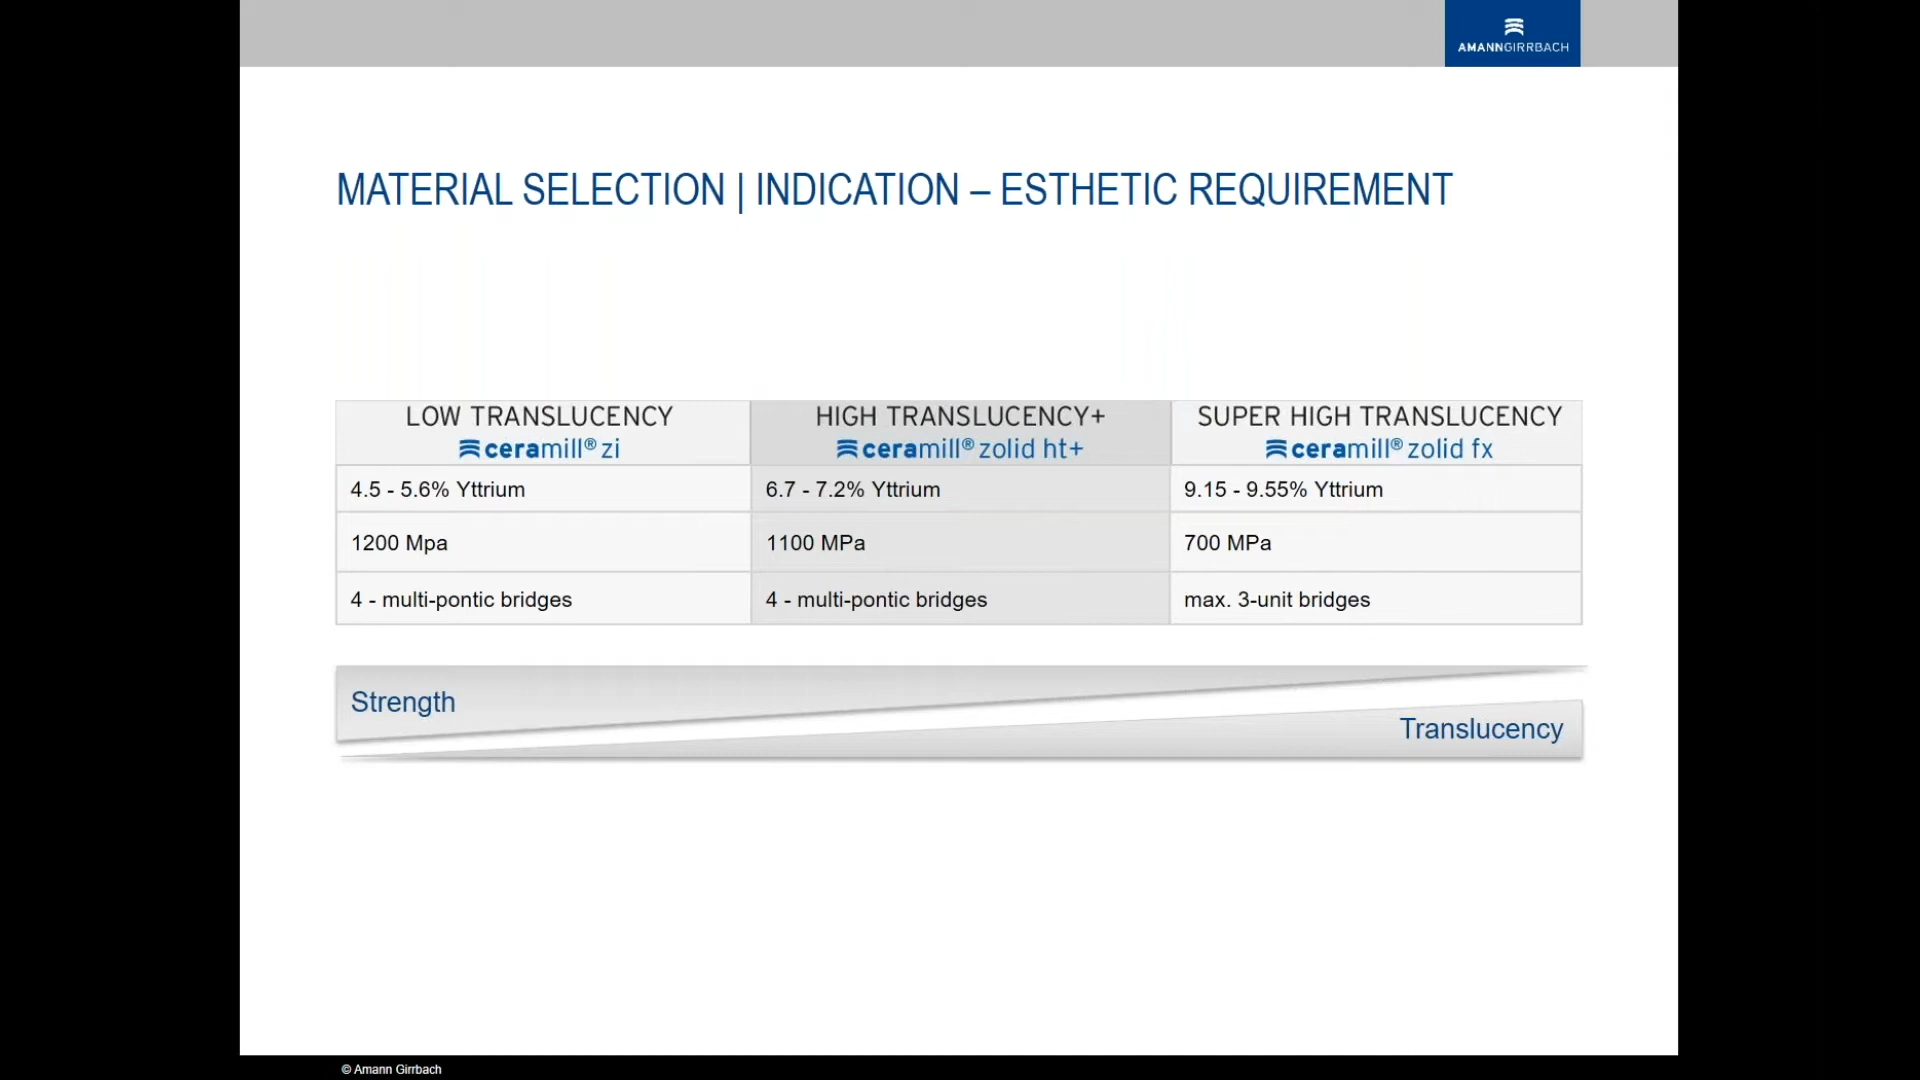 AMANNGIRRBACH
MATERIAL SELECTION | INDICATION – ESTHETIC REQUIREMENT
LOW TRANSLUCENCY
ceramill® zi
HIGH TRANSLUCENCY+
ceramill® zolid ht+
SUPER HIGH TRANSLUCENCY
ceramill® zolid fx
4.5 - 5.6% Yttrium
6.7 - 7.2% Yttrium
9.15 - 9.55% Yttrium
1200 Mpa
1100 MPa
700 MPa
4 - multi-pontic bridges
4 - multi-pontic bridges
max. 3-unit bridges
Strength
Translucency
© Amann Girrbach